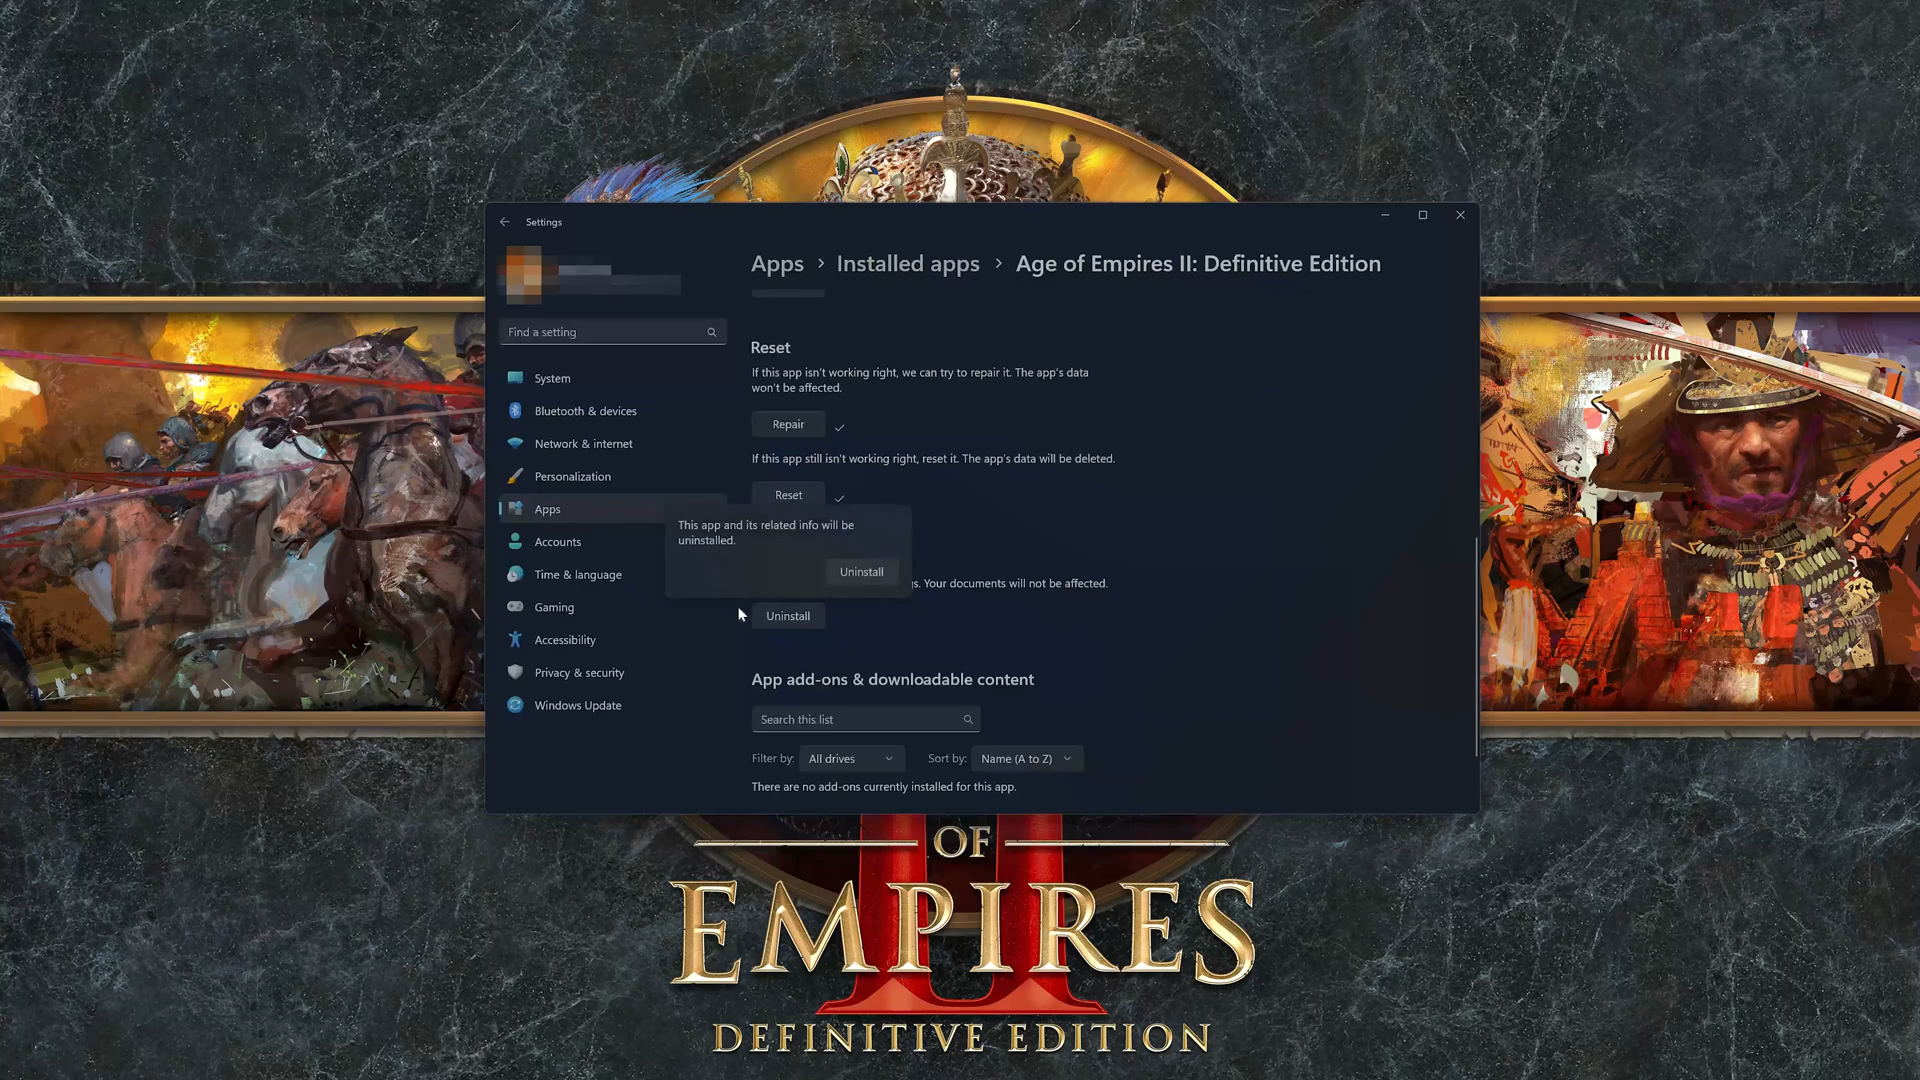 Settings
Apps > Installed apps > Age of Empires II: Definitive Edition
Find a setting
System
Bluetooth & devices
Network & internet
Personalization
Apps
Accounts
Time & language
Gaming
Accessibility
Privacy & security
Windows Update
Reset
If this app isn't working right, we can try to repair it. The app's data
won't be affected.
Repair
If this app still isn't working right, reset it. The app's data will be deleted.
Reset
This app and its related info will be
uninstalled.
Uninstall
s. Your documents will not be affected.
Uninstall
App add-ons & downloadable content
Search this list
Filter by: All drives Sort by: Name (A to Z)
There are no add-ons currently installed for this app.
OF
EMPIRES
II
DEFINITIVE EDITION